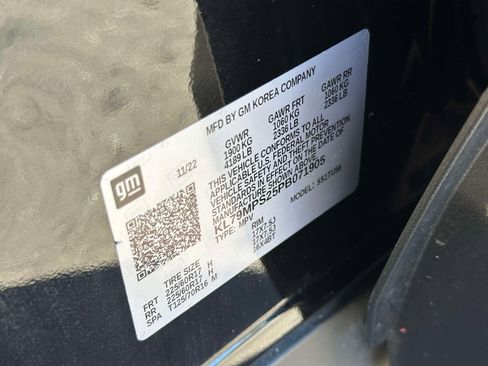 gm
11/22
MFD BY GM KOREA COMPANY
GVWR GAWR FRT GAWR RR
1900 KG 1060 KG 1060 KG
4189 LB 2336 LB 2336 LB
THIS VEHICLE CONFORMS TO ALL
APPLICABLE U.S. FEDERAL MOTOR
VEHICLE SAFETY AND THEFT PREVENTION
STANDARDS IN EFFECT ON THE DATE OF
MANUFACTURE SHOWN ABOVE.
KL79MPS25PB071905
TYPE: MPV MODEL: 5S1TU56
TIRE SIZE RIM
FRT 225/60R17 H 17X7.5J
RR 225/60R17 H 17X7.5J
SPA T125/70R16 M 16X4BT